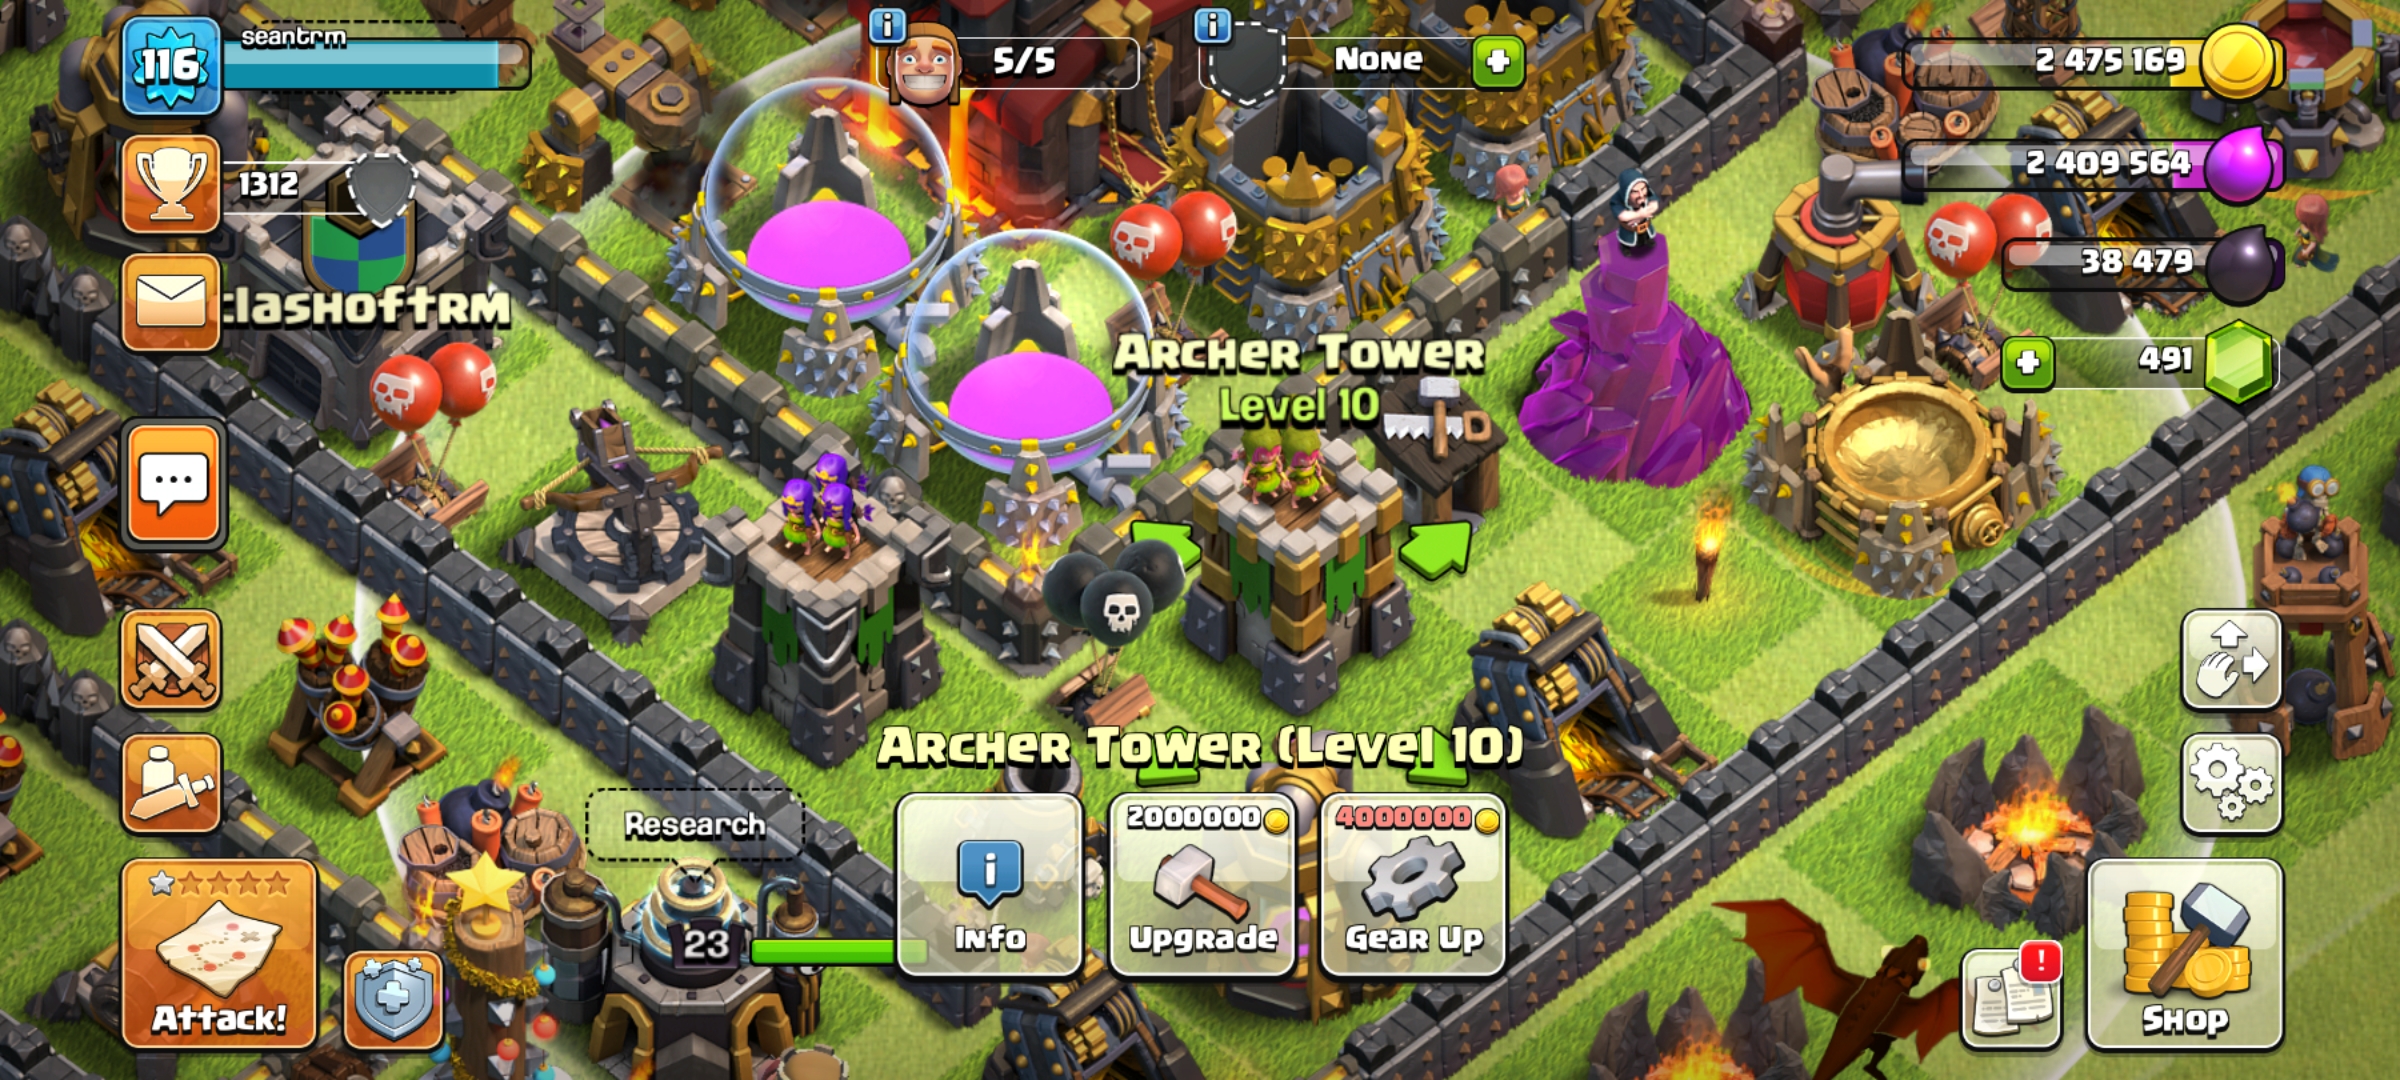 116
seantrm
5/5
None
2 475 169
1312
2 409 564
clashoftRM
38 479
491
Archer Tower
Level 10
Archer Tower (Level 10)
Research
2000000
4000000
23
Info
Upgrade
Gear Up
Attack!
Shop